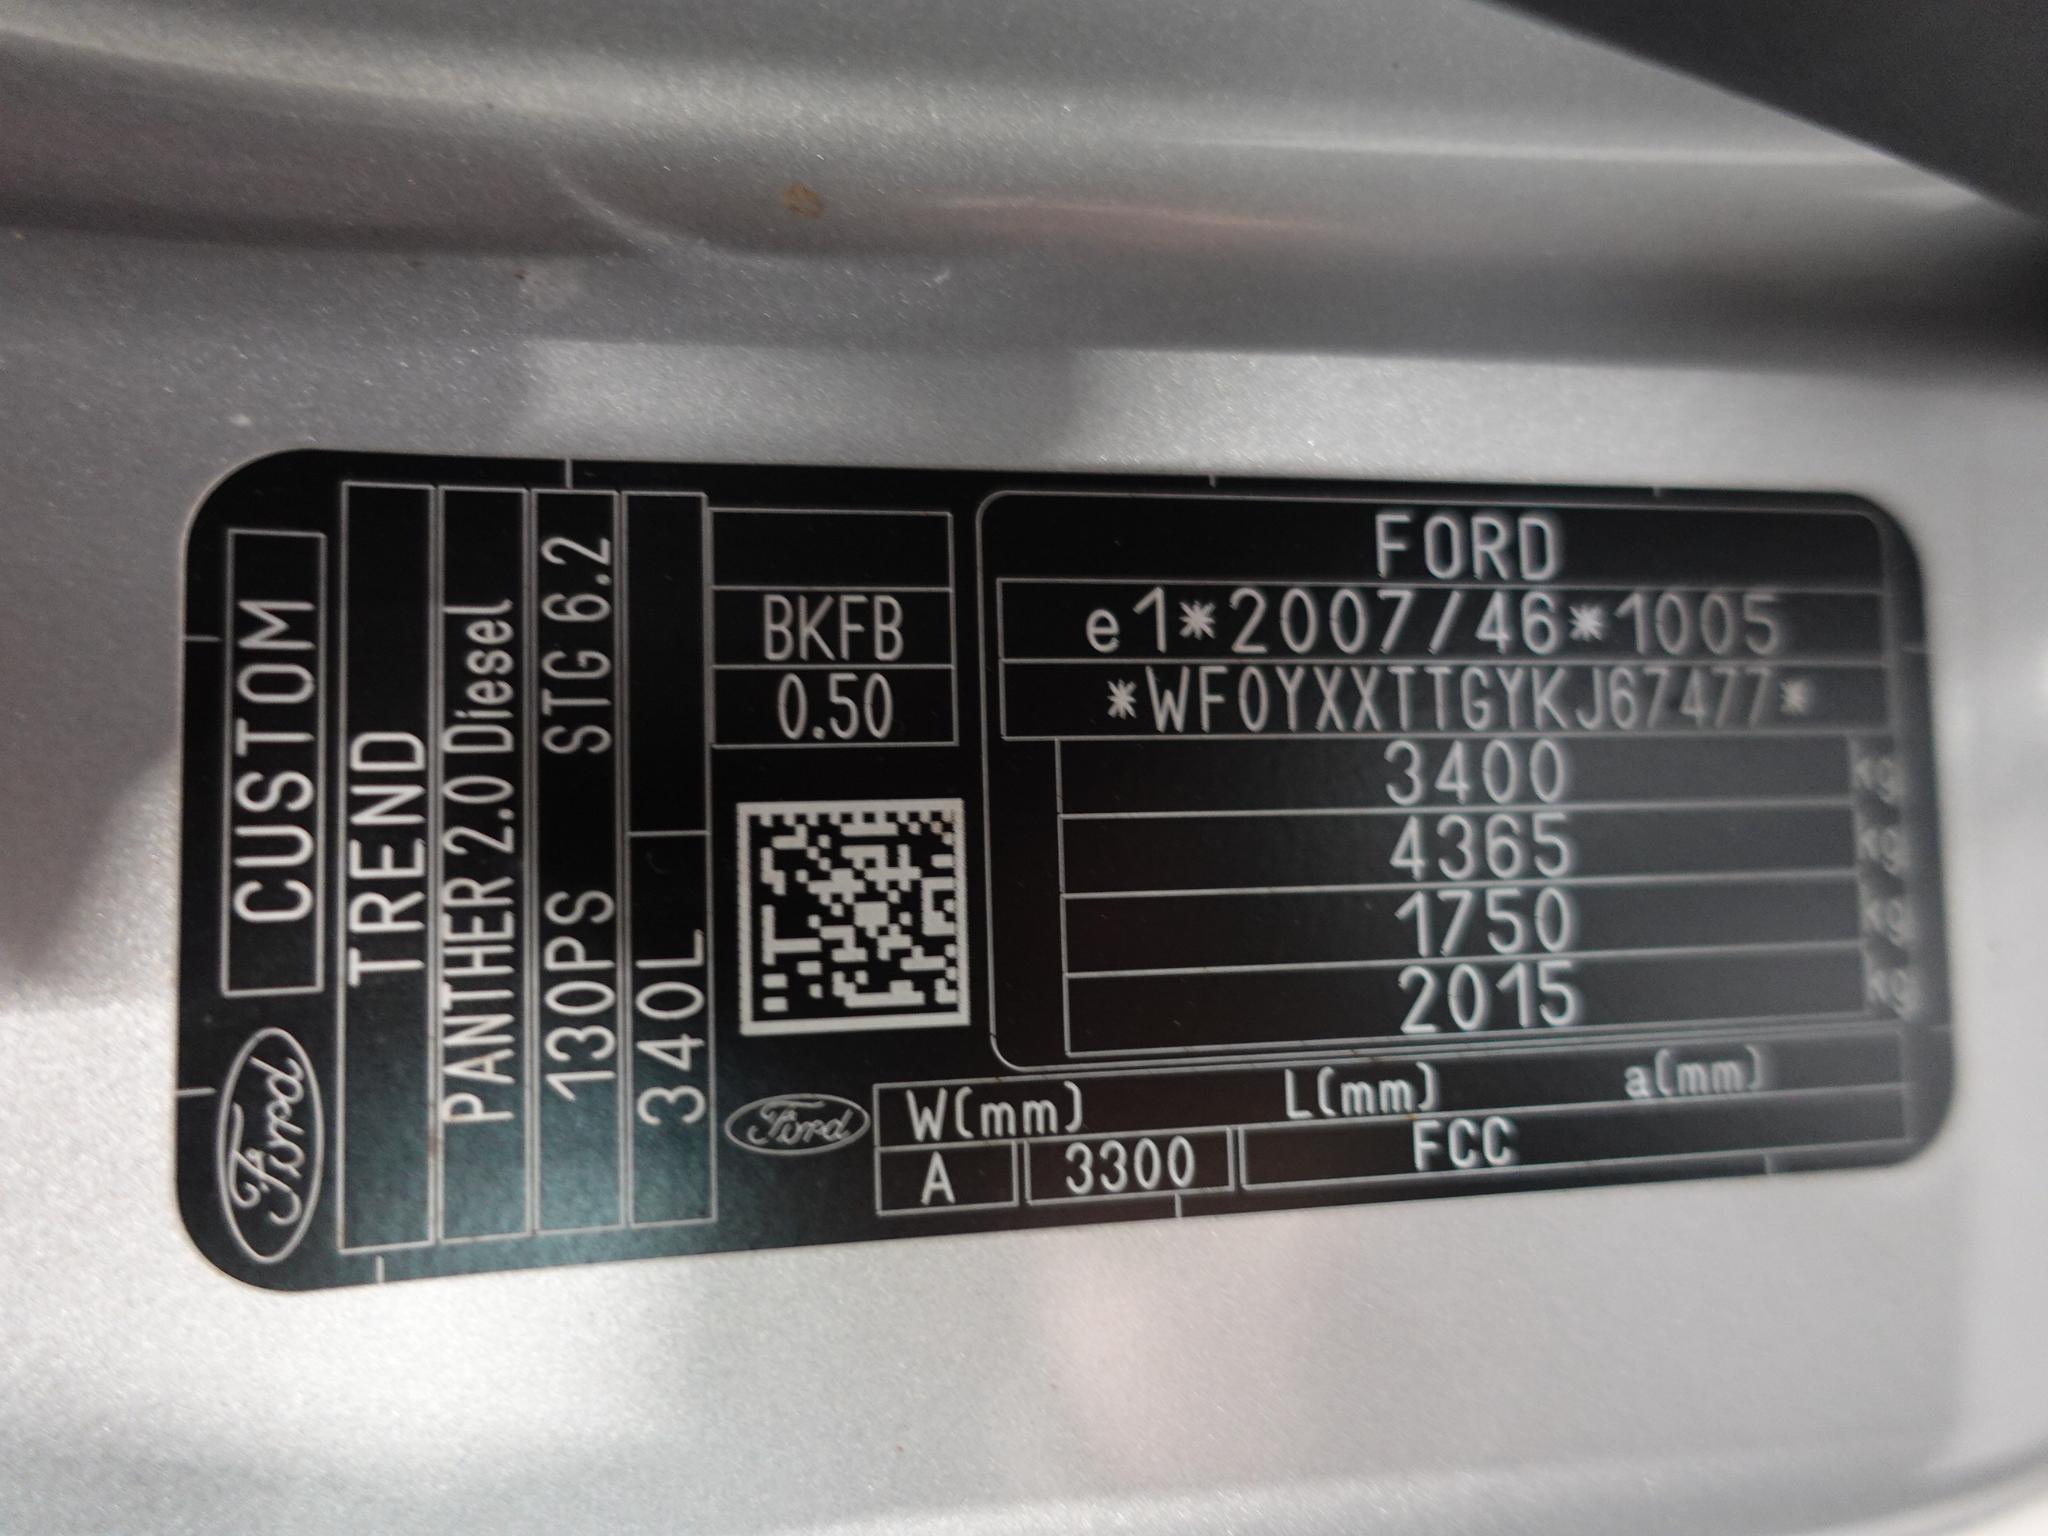 Ford CUSTOM
TREND
PANTHER 2.0 Diesel
130PS STG 6.2
340L
BKFB
0.50
FORD
e1*2007/46*1005
*WF0YXXTTGYKJ67477*
3400 kg
4365 kg
1750 kg
2015 kg
Ford
W(mm) L(mm) a(mm)
A 3300 FCC